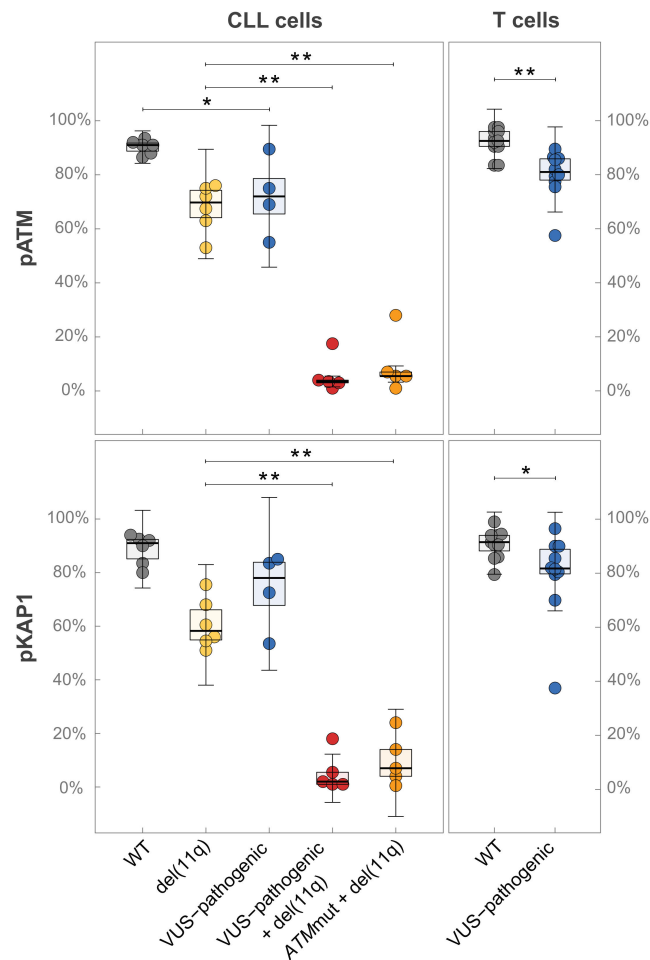 CLL cells
T cells
pATM
100%
80%
60%
40%
20%
0%
**
**
*
**
100%
80%
60%
40%
20%
0%
pKAP1
100%
80%
60%
40%
20%
0%
**
**
*
100%
80%
60%
40%
20%
0%
WT
del(11q)
VUS−pathogenic
VUS−pathogenic
+ del(11q)
ATMmut + del(11q)
WT
VUS−pathogenic